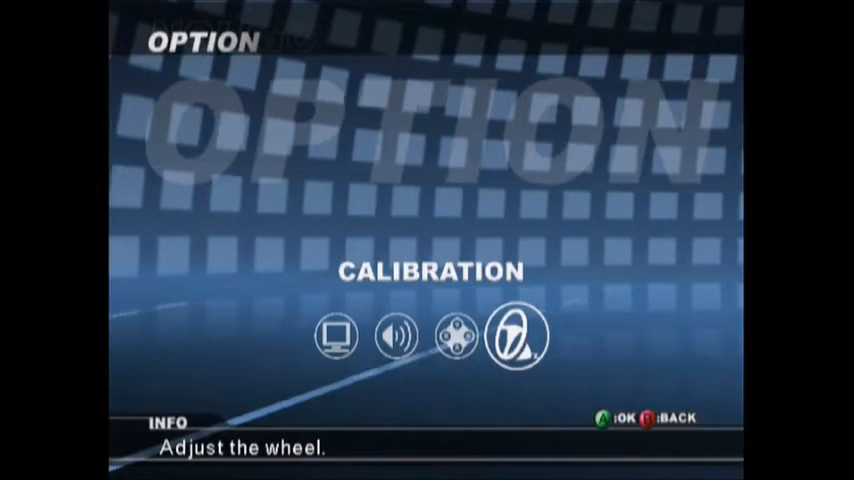 OPTION
OPTION
CALIBRATION
A :OK B :BACK
INFO
Adjust the wheel.